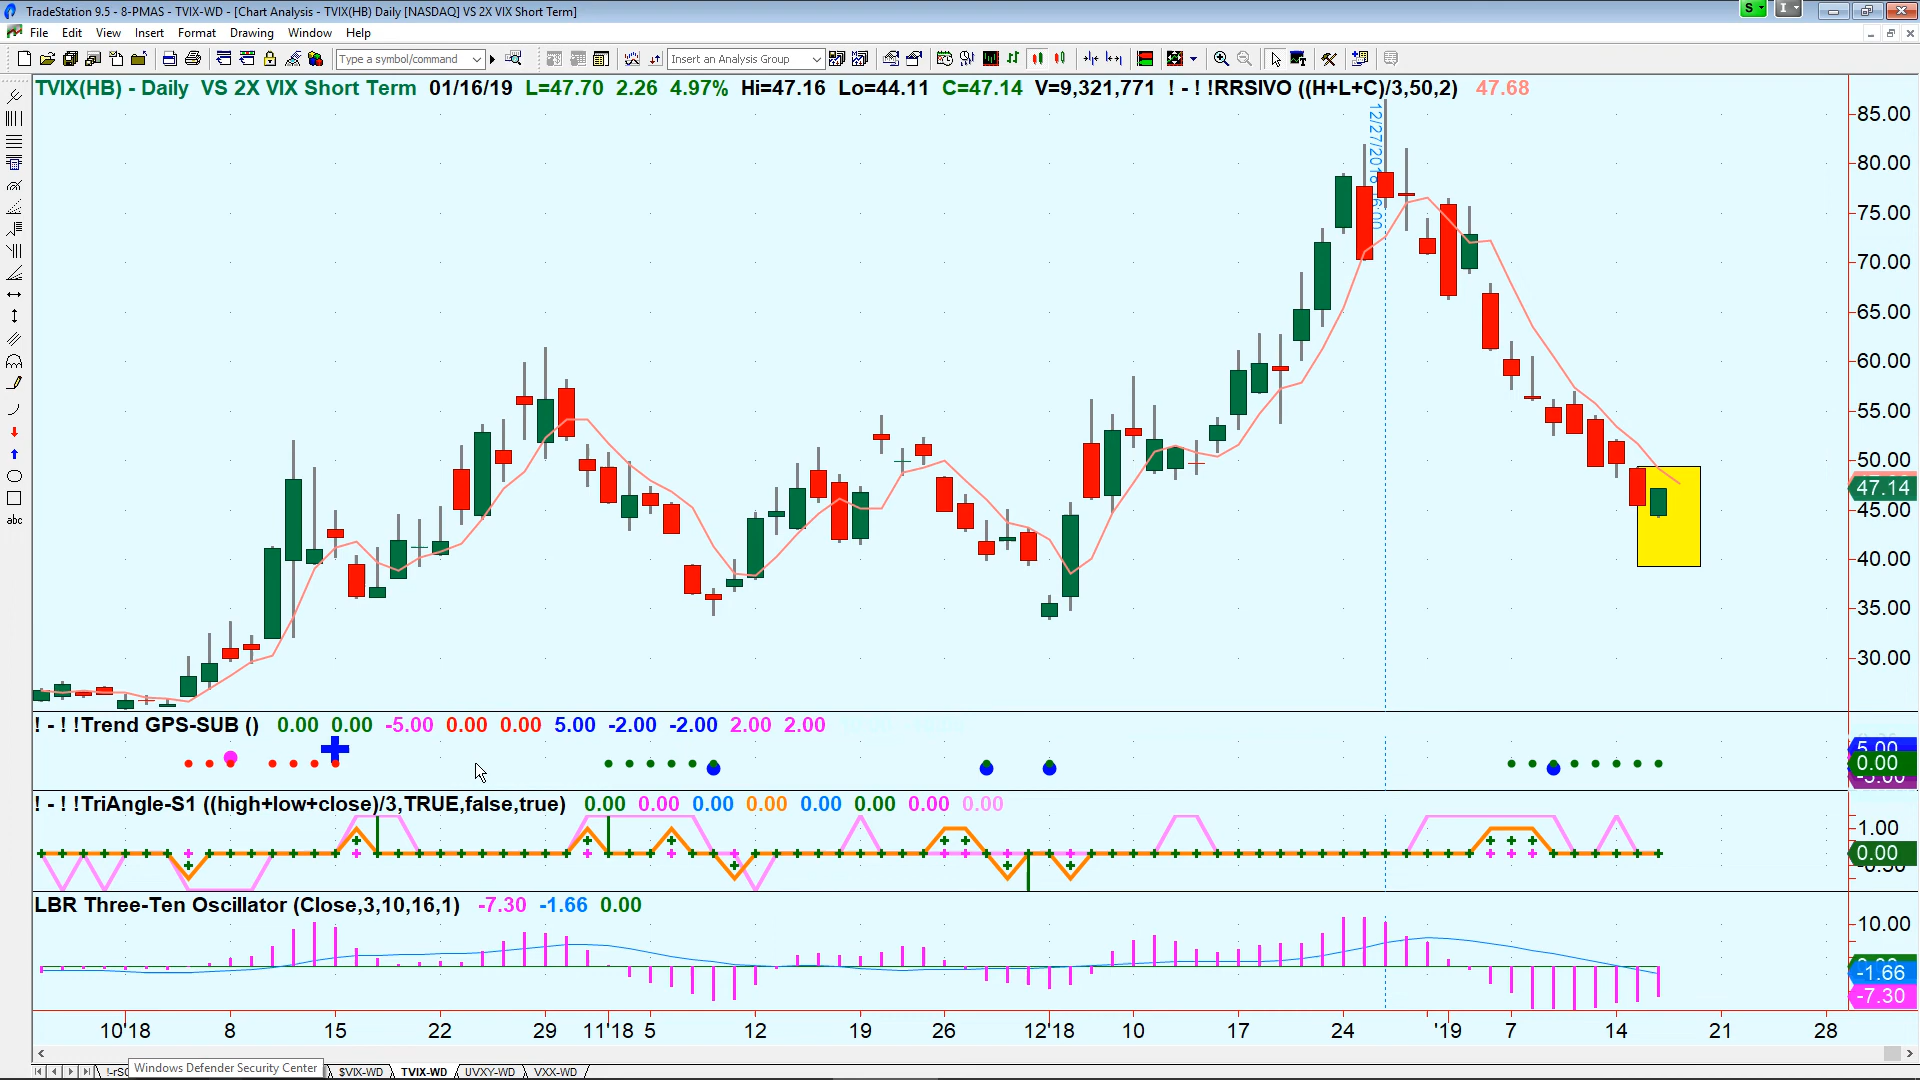 TradeStation 9.5 - 8-PMAS - TVIX-WD - [Chart Analysis - TVIX(HB) Daily [NASDAQ] VS 2X VIX Short Term]
S I
File Edit View Insert Format Drawing Window Help
Type a symbol/command Insert an Analysis Group
TVIX(HB) - Daily VS 2X VIX Short Term 01/16/19 L=47.70 2.26 4.97% Hi=47.16 Lo=44.11 C=47.14 V=9,321,771 ! - ! !RRSIVO ((H+L+C)/3,50,2) 47.68
12/27/2018
85.00
80.00
75.00
70.00
65.00
60.00
55.00
50.00
47.14
45.00
40.00
35.00
30.00
abc
! - ! !Trend GPS-SUB () 0.00 0.00 -5.00 0.00 0.00 5.00 -2.00 -2.00 2.00 2.00
5.00
0.00
-5.00
! - ! !TriAngle-S1 ((high+low+close)/3,TRUE,false,true) 0.00 0.00 0.00 0.00 0.00 0.00 0.00 0.00
1.00
0.00
LBR Three-Ten Oscillator (Close,3,10,16,1) -7.30 -1.66 0.00
10.00
-1.66
-7.30
10'18 8 15 22 29 11'18 5 12 19 26 12'18 10 17 24 '19 7 14 21 28
Windows Defender Security Center
$VIX-WD TVIX-WD UVXY-WD VXX-WD